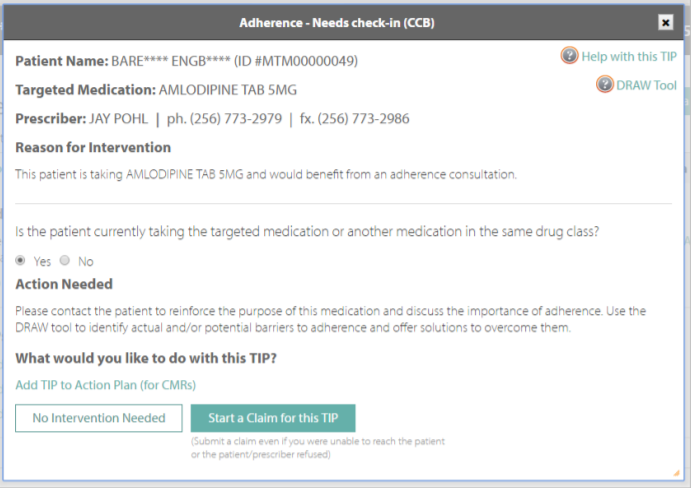 Adherence - Needs check-in (CCB)
x
Patient Name: BARE**** ENGB**** (ID #MTM00000049)
? Help with this TIP
Targeted Medication: AMLODIPINE TAB 5MG
? DRAW Tool
Prescriber: JAY POHL | ph. (256) 773-2979 | fx. (256) 773-2986
Reason for Intervention
This patient is taking AMLODIPINE TAB 5MG and would benefit from an adherence consultation.
Is the patient currently taking the targeted medication or another medication in the same drug class?
Yes No
Action Needed
Please contact the patient to reinforce the purpose of this medication and discuss the importance of adherence. Use the
DRAW tool to identify actual and/or potential barriers to adherence and offer solutions to overcome them.
What would you like to do with this TIP?
Add TIP to Action Plan (for CMRs)
No Intervention Needed
Start a Claim for this TIP
(Submit a claim even if you were unable to reach the patient
or the patient/prescriber refused)